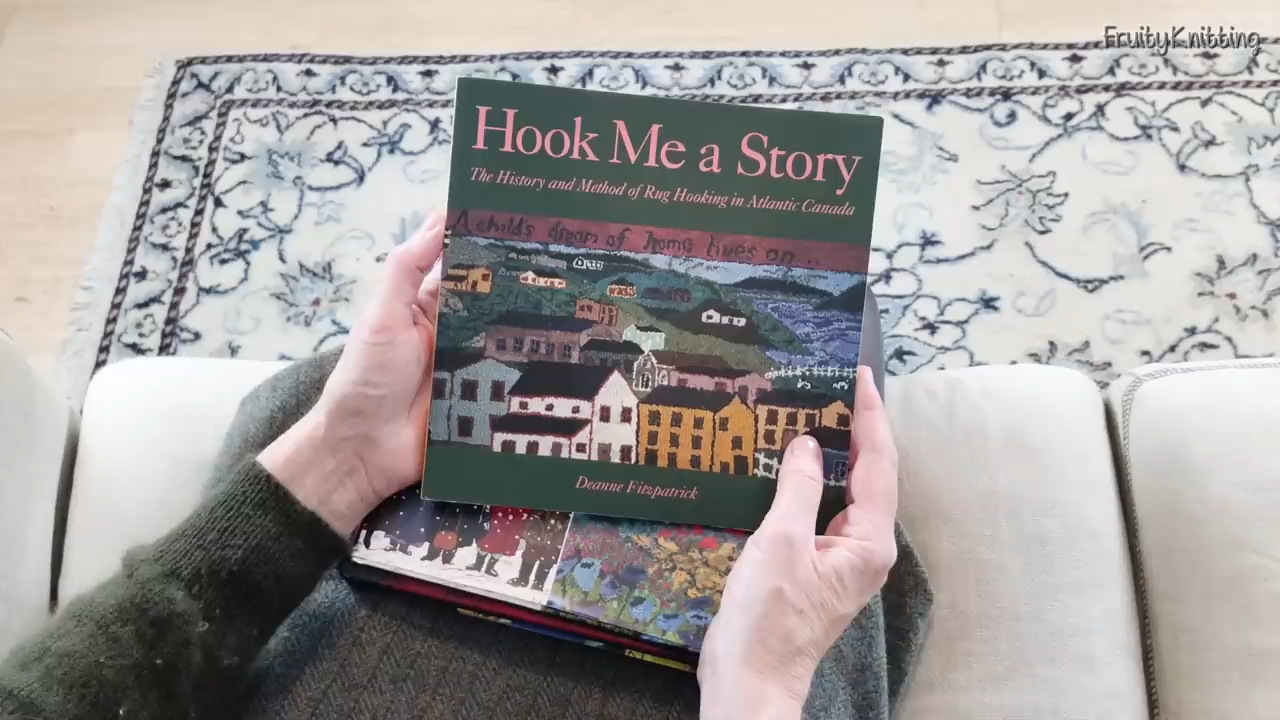 FruityKnitting
Hook Me a Story
The History and Method of Rug Hooking in Atlantic Canada
A child's dream of home lives on...
Deanne Fitzpatrick